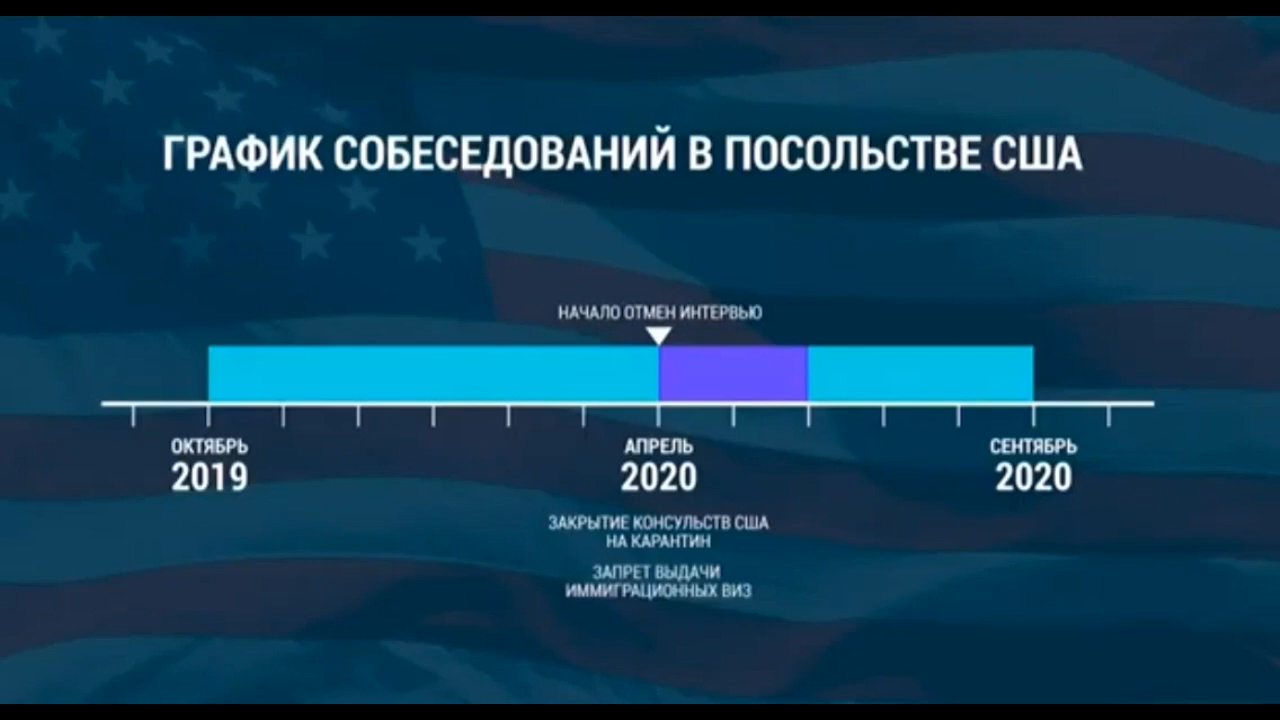 ГРАФИК СОБЕСЕДОВАНИЙ В ПОСОЛЬСТВЕ США
НАЧАЛО ОТМЕН ИНТЕРВЬЮ
ОКТЯБРЬ
2019
АПРЕЛЬ
2020
СЕНТЯБРЬ
2020
ЗАКРЫТИЕ КОНСУЛЬСТВ США
НА КАРАНТИН
ЗАПРЕТ ВЫДАЧИ
ИММИГРАЦИОННЫХ ВИЗ